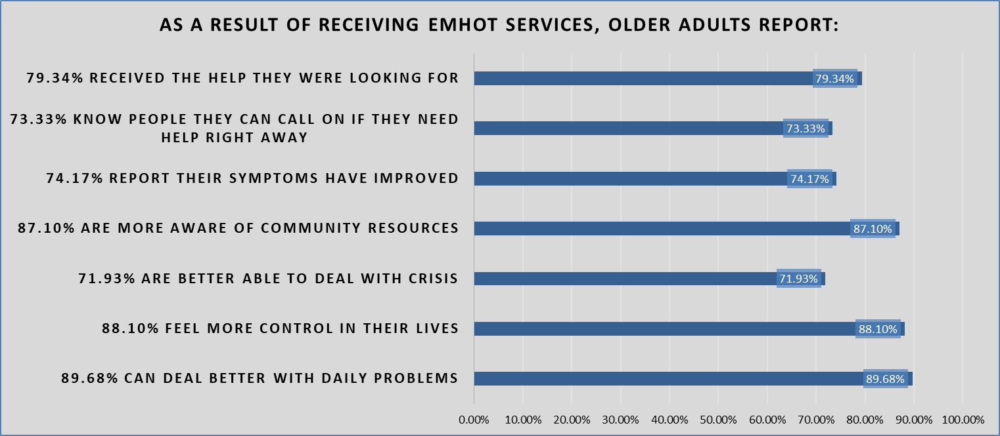 AS A RESULT OF RECEIVING EMHOT SERVICES, OLDER ADULTS REPORT:
79.34% RECEIVED THE HELP THEY WERE LOOKING FOR
79.34%
73.33% KNOW PEOPLE THEY CAN CALL ON IF THEY NEED
HELP RIGHT AWAY
73.33%
74.17% REPORT THEIR SYMPTOMS HAVE IMPROVED
74.17%
87.10% ARE MORE AWARE OF COMMUNITY RESOURCES
87.10%
71.93% ARE BETTER ABLE TO DEAL WITH CRISIS
71.93%
88.10% FEEL MORE CONTROL IN THEIR LIVES
88.10%
89.68% CAN DEAL BETTER WITH DAILY PROBLEMS
89.68%
0.00% 10.00% 20.00% 30.00% 40.00% 50.00% 60.00% 70.00% 80.00% 90.00% 100.00%